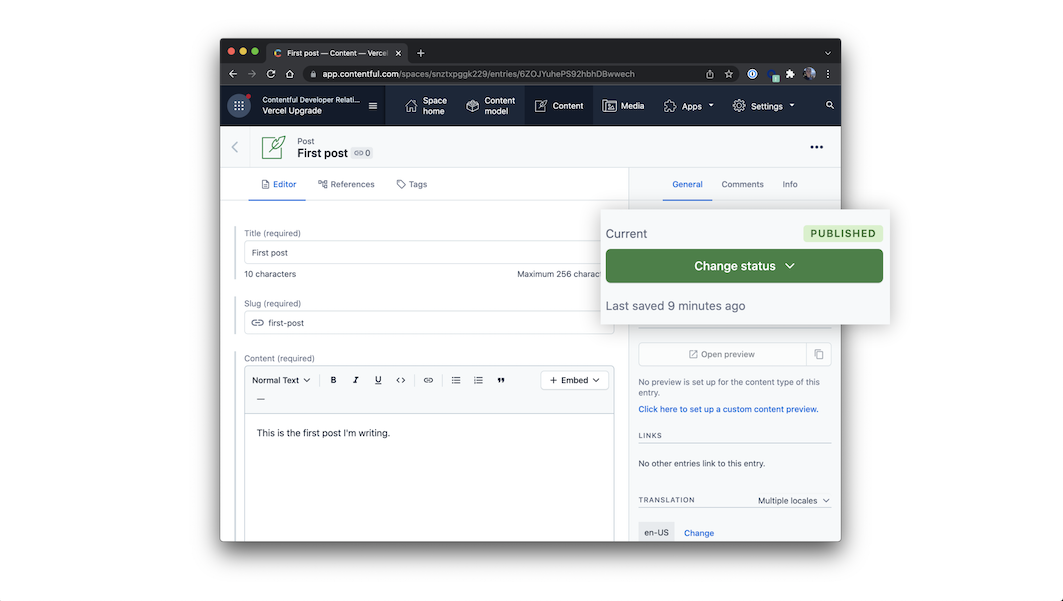 First post — Content — Vercel
app.contentful.com/spaces/snztxpggk229/entries/6ZOJYuhePS92hbhDBwwech
Contentful Developer Relati...
Vercel Upgrade
Space home
Content model
Content
Media
Apps
Settings
Post
First post 0
Editor
References
Tags
General
Comments
Info
Title (required)
First post
10 characters
Maximum 256 charac
Slug (required)
first-post
Content (required)
Normal Text
B I U <>
+ Embed
This is the first post I'm writing.
Current
PUBLISHED
Change status
Last saved 9 minutes ago
Open preview
No preview is set up for the content type of this
entry.
Click here to set up a custom content preview.
LINKS
No other entries link to this entry.
TRANSLATION
Multiple locales
en-US
Change